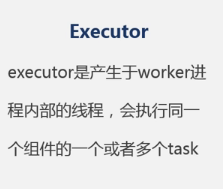 Executor
executor是产生于worker进
程内部的线程，会执行同一
个组件的一个或者多个task